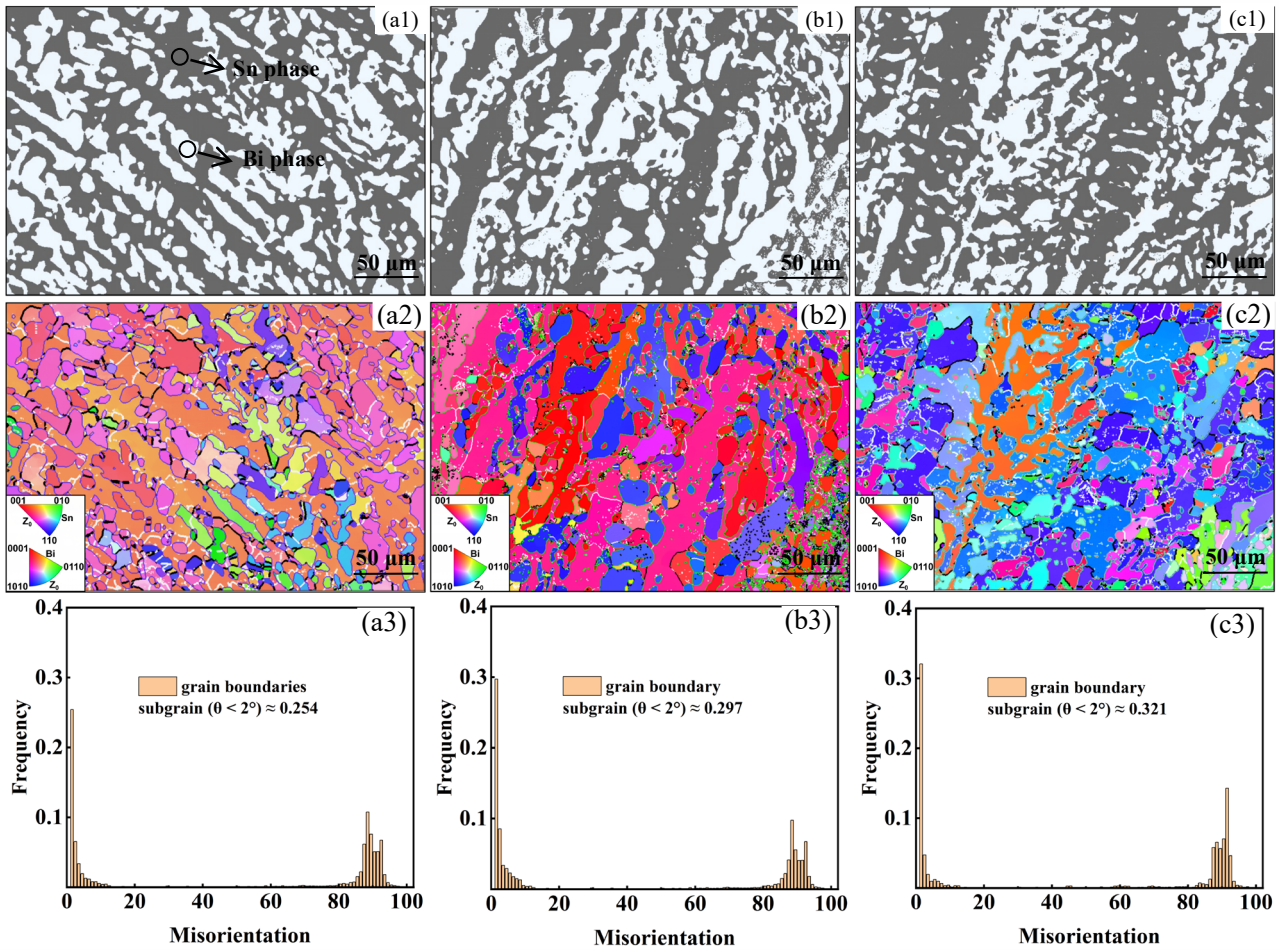 (a1)
Sn phase
Bi phase
50 μm
(b1)
50 μm
(c1)
50 μm
(a2)
001
010
Sn
Z₀
110
0001
Bi
0110
1010
Z₀
50 μm
(b2)
001
010
Sn
Z₀
110
0001
Bi
0110
1010
Z₀
50 μm
(c2)
001
010
Sn
Z₀
110
0001
Bi
0110
1010
Z₀
50 μm
(a3)
0.4
0.3
0.2
0.1
Frequency
grain boundaries
subgrain (θ < 2°) ≈ 0.254
0 20 40 60 80 100
Misorientation
(b3)
0.4
0.3
0.2
0.1
Frequency
grain boundary
subgrain (θ < 2°) ≈ 0.297
0 20 40 60 80 100
Misorientation
(c3)
0.4
0.3
0.2
0.1
Frequency
grain boundary
subgrain (θ < 2°) ≈ 0.321
0 20 40 60 80 100
Misorientation